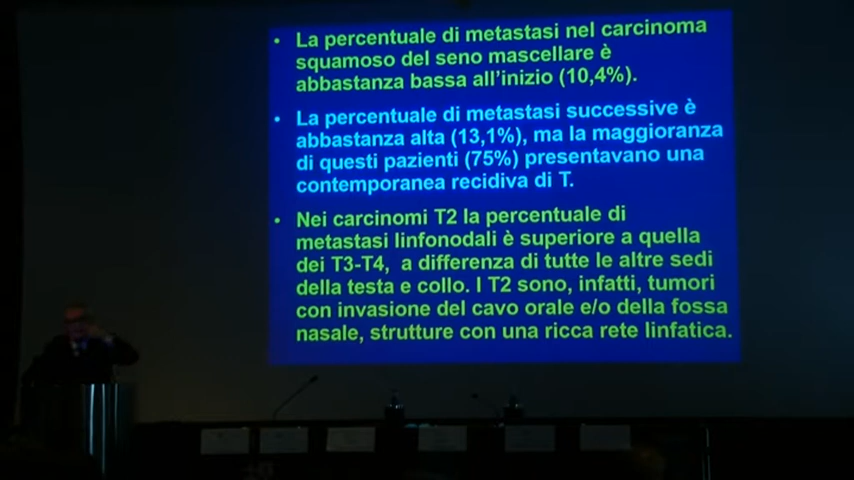 • La percentuale di metastasi nel carcinoma
squamoso del seno mascellare è
abbastanza bassa all'inizio (10,4%).
• La percentuale di metastasi successive è
abbastanza alta (13,1%), ma la maggioranza
di questi pazienti (75%) presentavano una
contemporanea recidiva di T.
• Nei carcinomi T2 la percentuale di
metastasi linfonodali è superiore a quella
dei T3-T4, a differenza di tutte le altre sedi
della testa e collo. I T2 sono, infatti, tumori
con invasione del cavo orale e/o della fossa
nasale, strutture con una ricca rete linfatica.